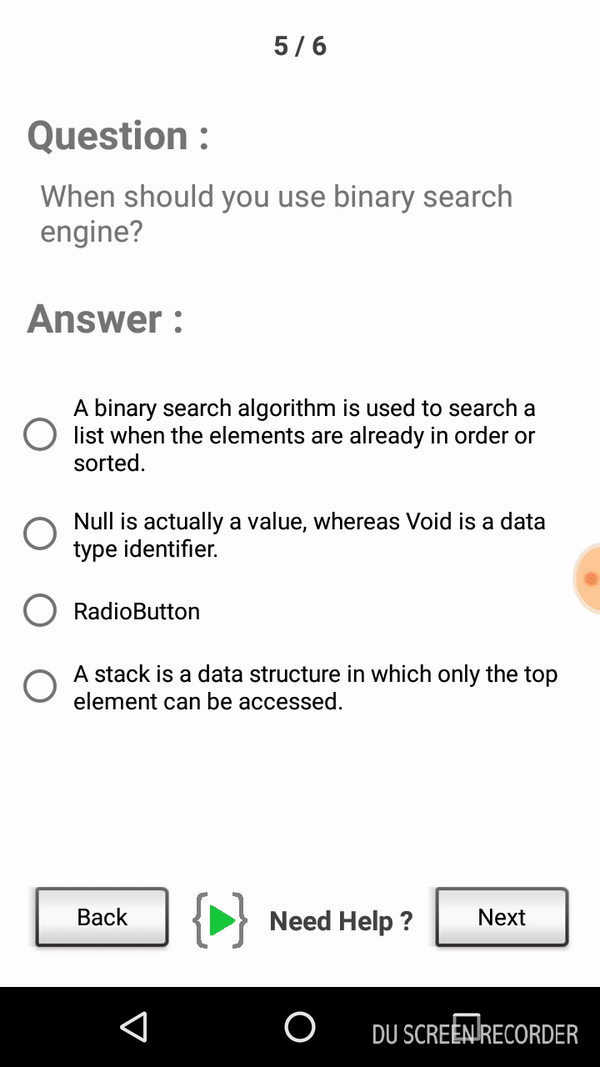 5 / 6
Question :
When should you use binary search
engine?
Answer :
A binary search algorithm is used to search a
list when the elements are already in order or
sorted.
Null is actually a value, whereas Void is a data
type identifier.
RadioButton
A stack is a data structure in which only the top
element can be accessed.
Back
Need Help ?
Next
DU SCREEN RECORDER